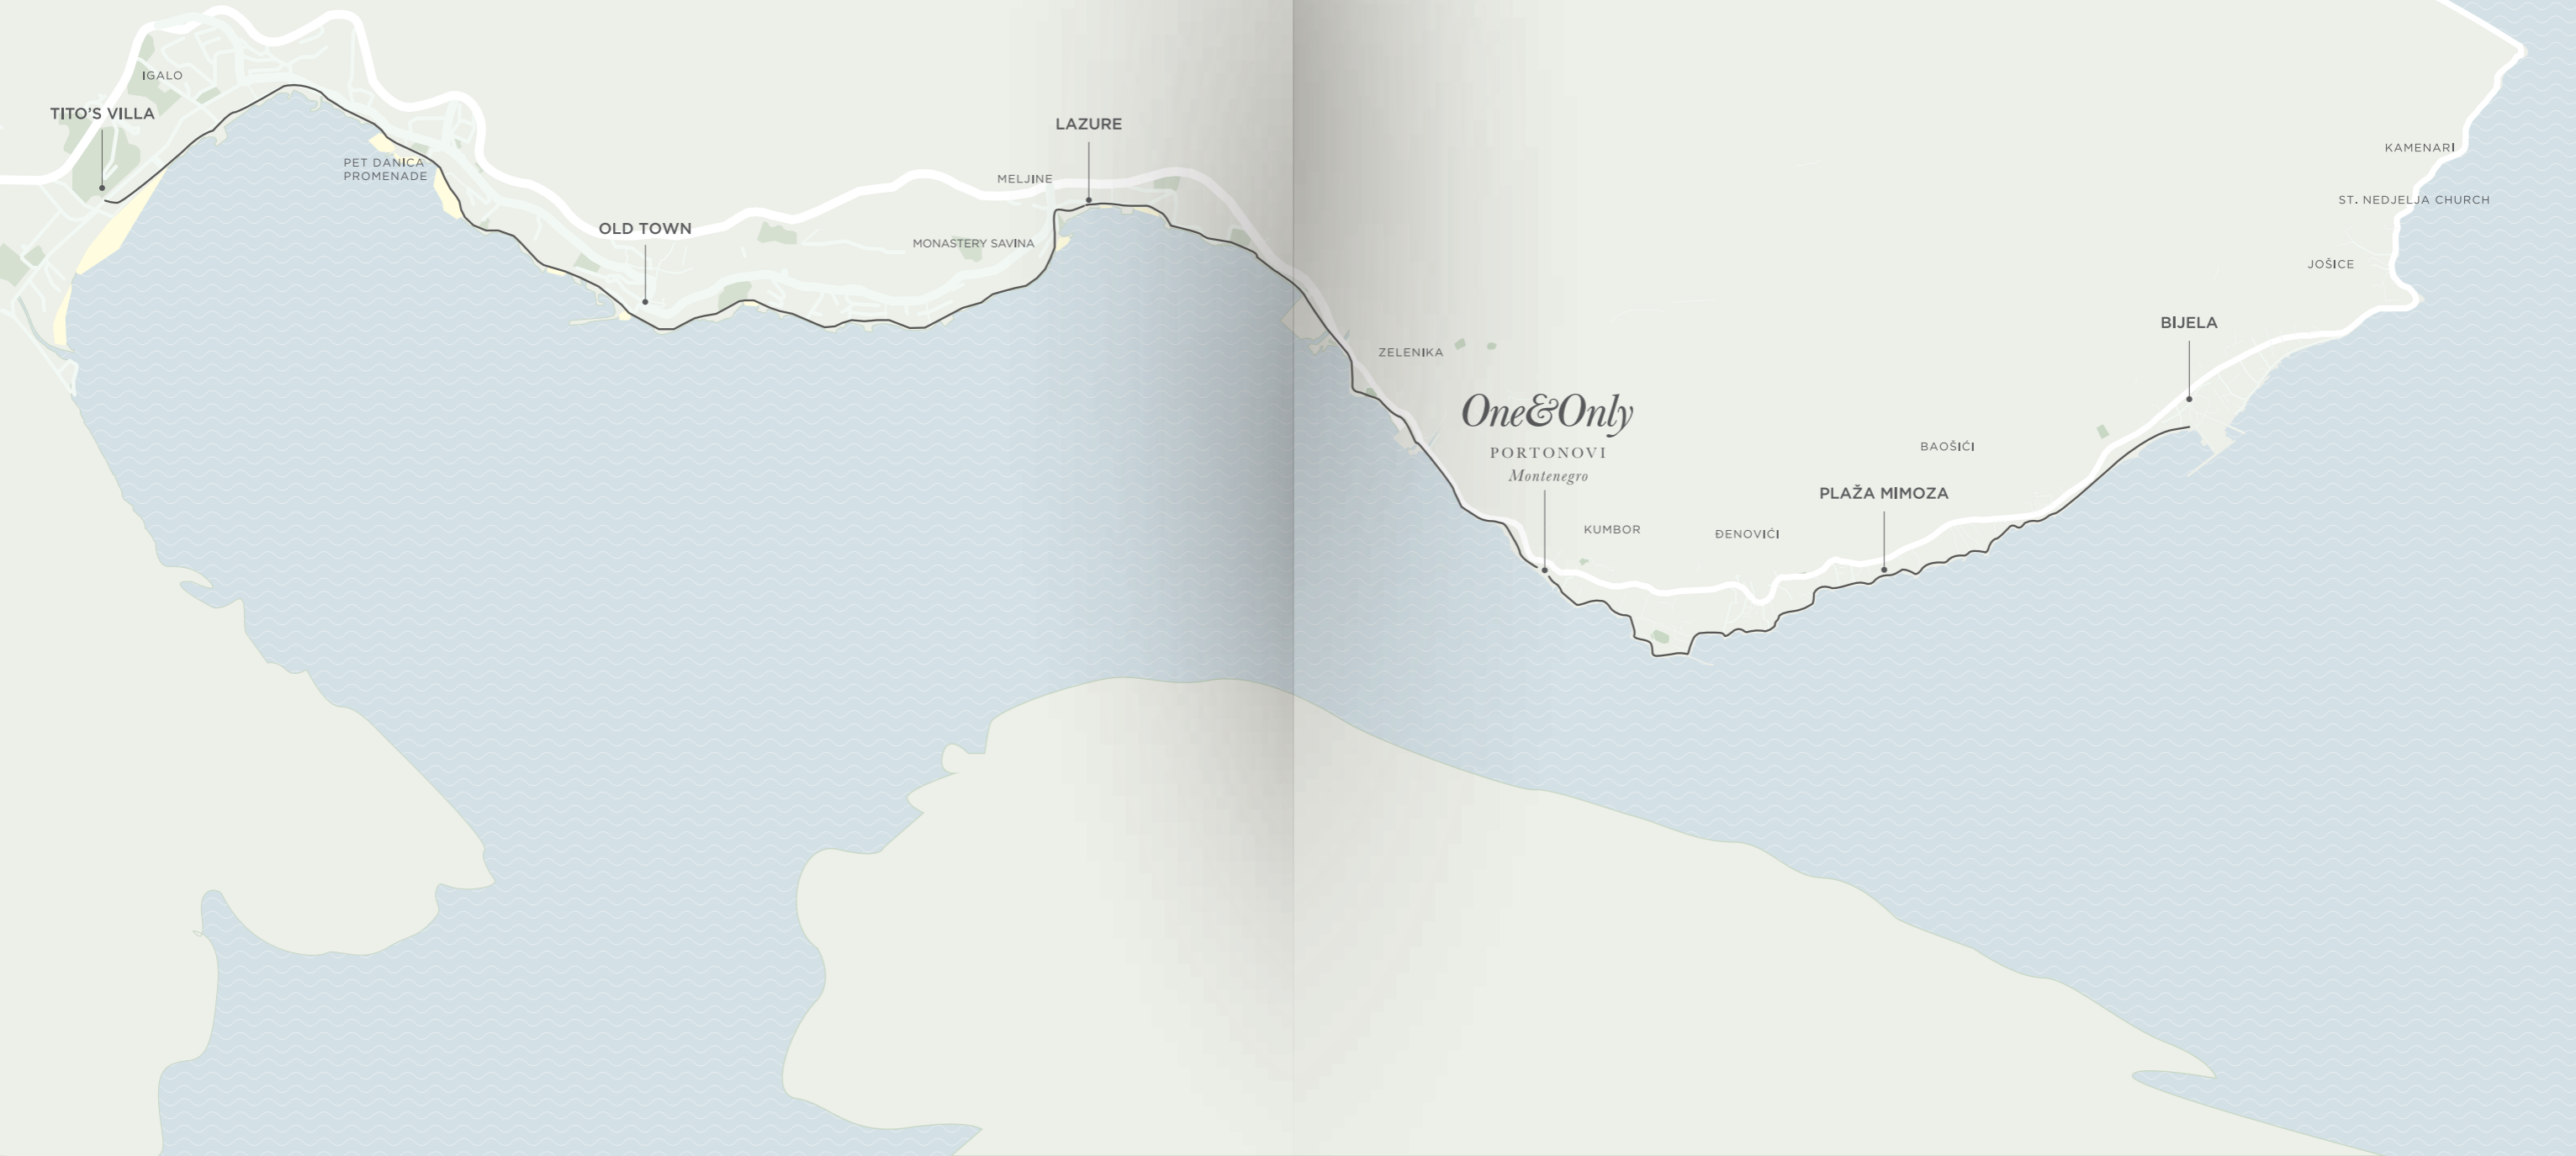 IGALO
TITO'S VILLA
PET DANICA
PROMENADE
OLD TOWN
MONASTERY SAVINA
MELJINE
LAZURE
ZELENIKA
One&Only
PORTONOVI
Montenegro
KUMBOR
ĐENOVIĆI
PLAŽA MIMOZA
BAOŠIĆI
BIJELA
JOŠICE
ST. NEDJELJA CHURCH
KAMENARI